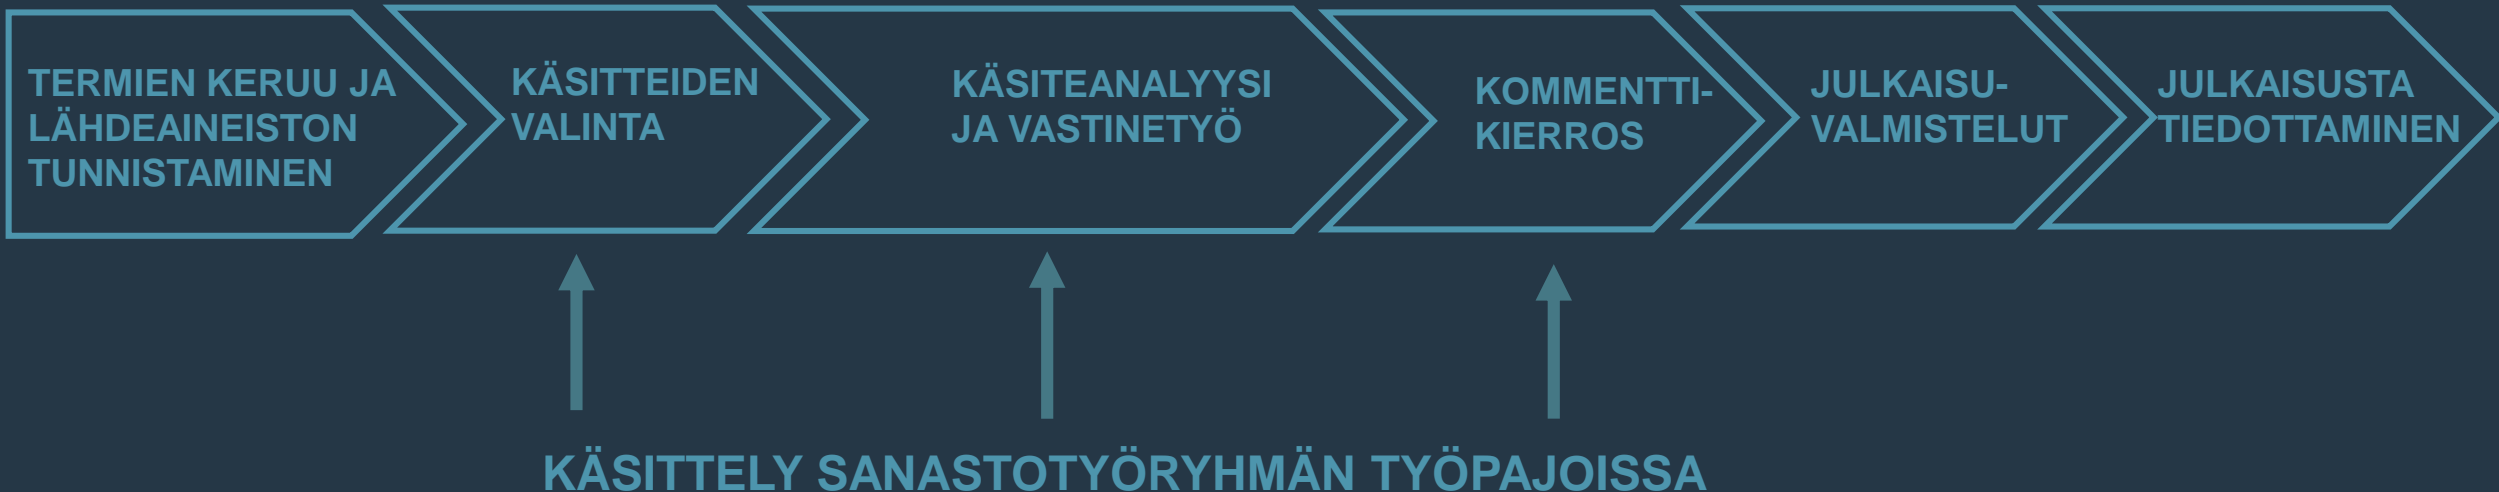 TERMIEN KERUU JA
LÄHDEAINEISTON
TUNNISTAMINEN
KÄSITTEIDEN
VALINTA
KÄSITEANALYYSI
JA VASTINETYÖ
KOMMENTTI-
KIERROS
JULKAISU-
VALMISTELUT
JULKAISUSTA
TIEDOTTAMINEN
KÄSITTELY SANASTOTYÖRYHMÄN TYÖPAJOISSA